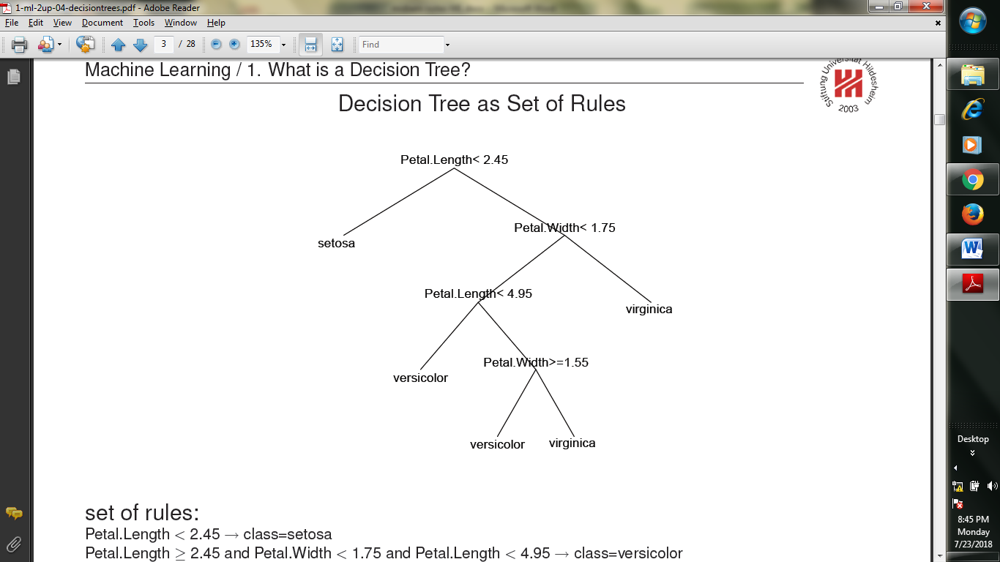 1-ml-2up-04-decisiontrees.pdf - Adobe Reader
File Edit View Document Tools Window Help
3 / 28 135% Find
Machine Learning / 1. What is a Decision Tree?
Stiftung Universität Hildesheim
2003
Decision Tree as Set of Rules
Petal.Length< 2.45
setosa
Petal.Width< 1.75
Petal.Length< 4.95
virginica
versicolor
Petal.Width>=1.55
versicolor
virginica
set of rules:
Petal.Length < 2.45 → class=setosa
Petal.Length ≥ 2.45 and Petal.Width < 1.75 and Petal.Length < 4.95 → class=versicolor
Desktop
8:45 PM
Monday
7/23/2018